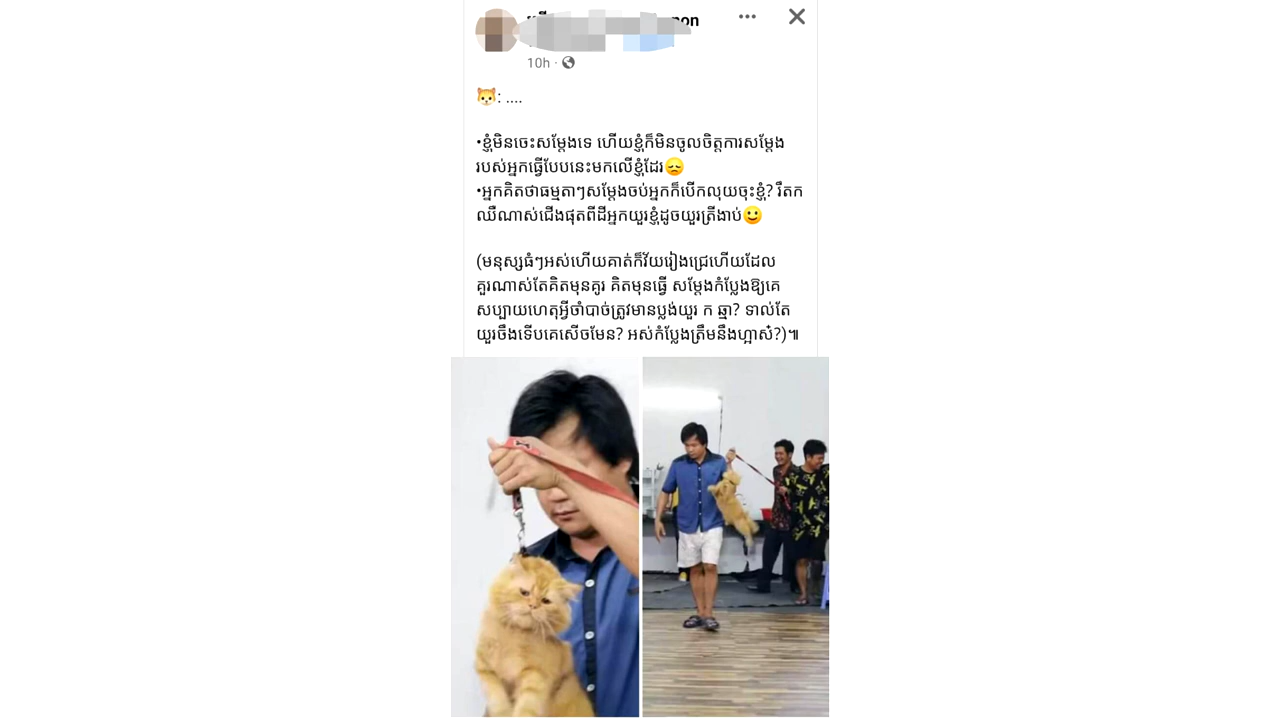 non
10h ·
: ....
•ខ្ញុំមិនចេះសម្ដែងទេ ហើយខ្ញុំក៏មិនចូលចិត្តការសម្ដែង
របស់អ្នកធ្វើបែបនេះមកលើខ្ញុំដែរ😞
•អ្នកគិតថាធម្មតាៗសម្ដែងចប់អ្នកក៏បើកលុយចុះខ្ញុំ? រឹតក
ឈឺណាស់ជើងផុតពីដីអ្នកយួរខ្ញុំដូចយួរត្រីងាប់🙂
(មនុស្សធំៗអស់ហើយគាត់ក៏វ័យរៀងជ្រេហើយដែល
គួរណាស់តែគិតមុនគូរ គិតមុនធ្វើ សម្ដែងកំប្លែងឱ្យគេ
សប្បាយហេតុអ្វីចាំបាច់ត្រូវមានប្លង់យួរ ក ឆ្មា? ទាល់តែ
យួរចឹងទើបគេសើចមែន? អស់កំប្លែងត្រឹមនឹងហ្អាស៎?)៕